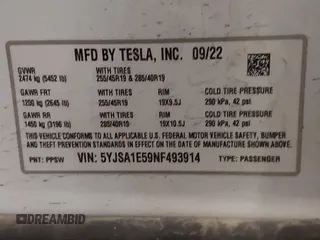 MFD BY TESLA, INC. 09/22
GVWR WITH TIRES
2474 kg (5452 lb) 255/45R19 & 285/40R19
GAWR FRT WITH TIRES RIM COLD TIRE PRESSURE
1200 kg (2645 lb) 255/45R19 19X9.5J 290 kPa, 42 psi
GAWR RR WITH TIRES RIM COLD TIRE PRESSURE
1450 kg (3196 lb) 285/40R19 19X10.5J 290 kPa, 42 psi
THIS VEHICLE CONFORMS TO ALL APPLICABLE FEDERAL MOTOR VEHICLE SAFETY, BUMPER, AND
THEFT PREVENTION STANDARDS IN EFFECT ON THE DATE OF MANUFACTURE SHOWN ABOVE.
PNT: PPSW VIN: 5YJSA1E59NF493914 TYPE: PASSENGER
DREAMBID